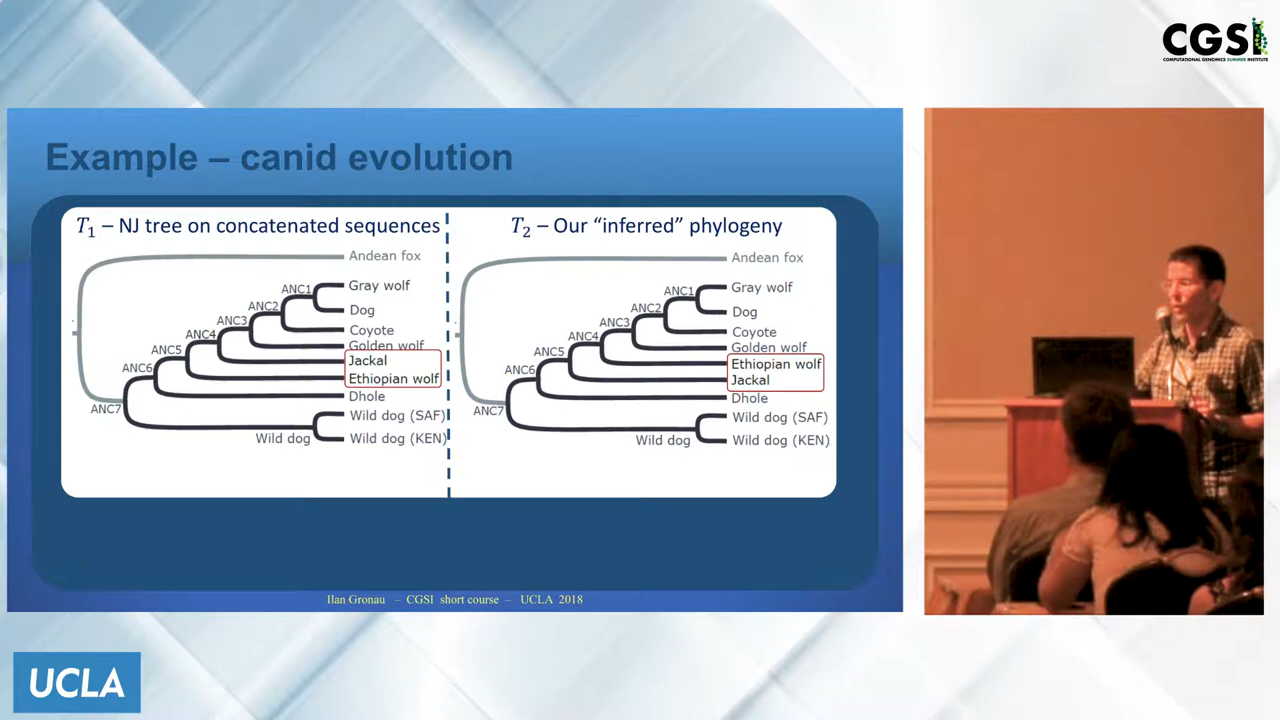 CGSI
COMPUTATIONAL GENOMICS SUMMER INSTITUTE
Example – canid evolution
T1 – NJ tree on concatenated sequences
Andean fox
Gray wolf
ANC1
Dog
ANC2
ANC3
Coyote
ANC4
Golden wolf
ANC5
Jackal
ANC6
Ethiopian wolf
Dhole
ANC7
Wild dog (SAF)
Wild dog
Wild dog (KEN)
T2 – Our “inferred” phylogeny
Andean fox
Gray wolf
ANC1
Dog
ANC2
ANC3
Coyote
ANC4
Golden wolf
ANC5
Ethiopian wolf
ANC6
Jackal
Dhole
ANC7
Wild dog (SAF)
Wild dog
Wild dog (KEN)
Ilan Gronau – CGSI short course – UCLA 2018
UCLA